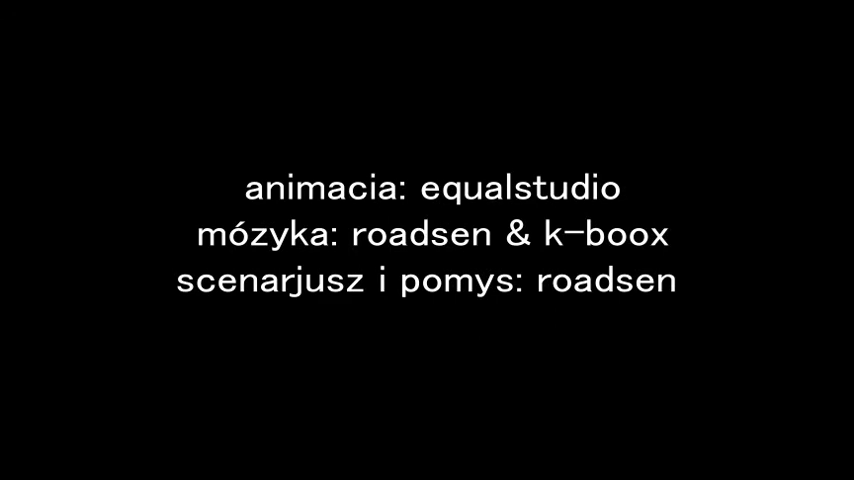 animacia: equalstudio
mózyka: roadsen & k-boox
scenarjusz i pomys: roadsen